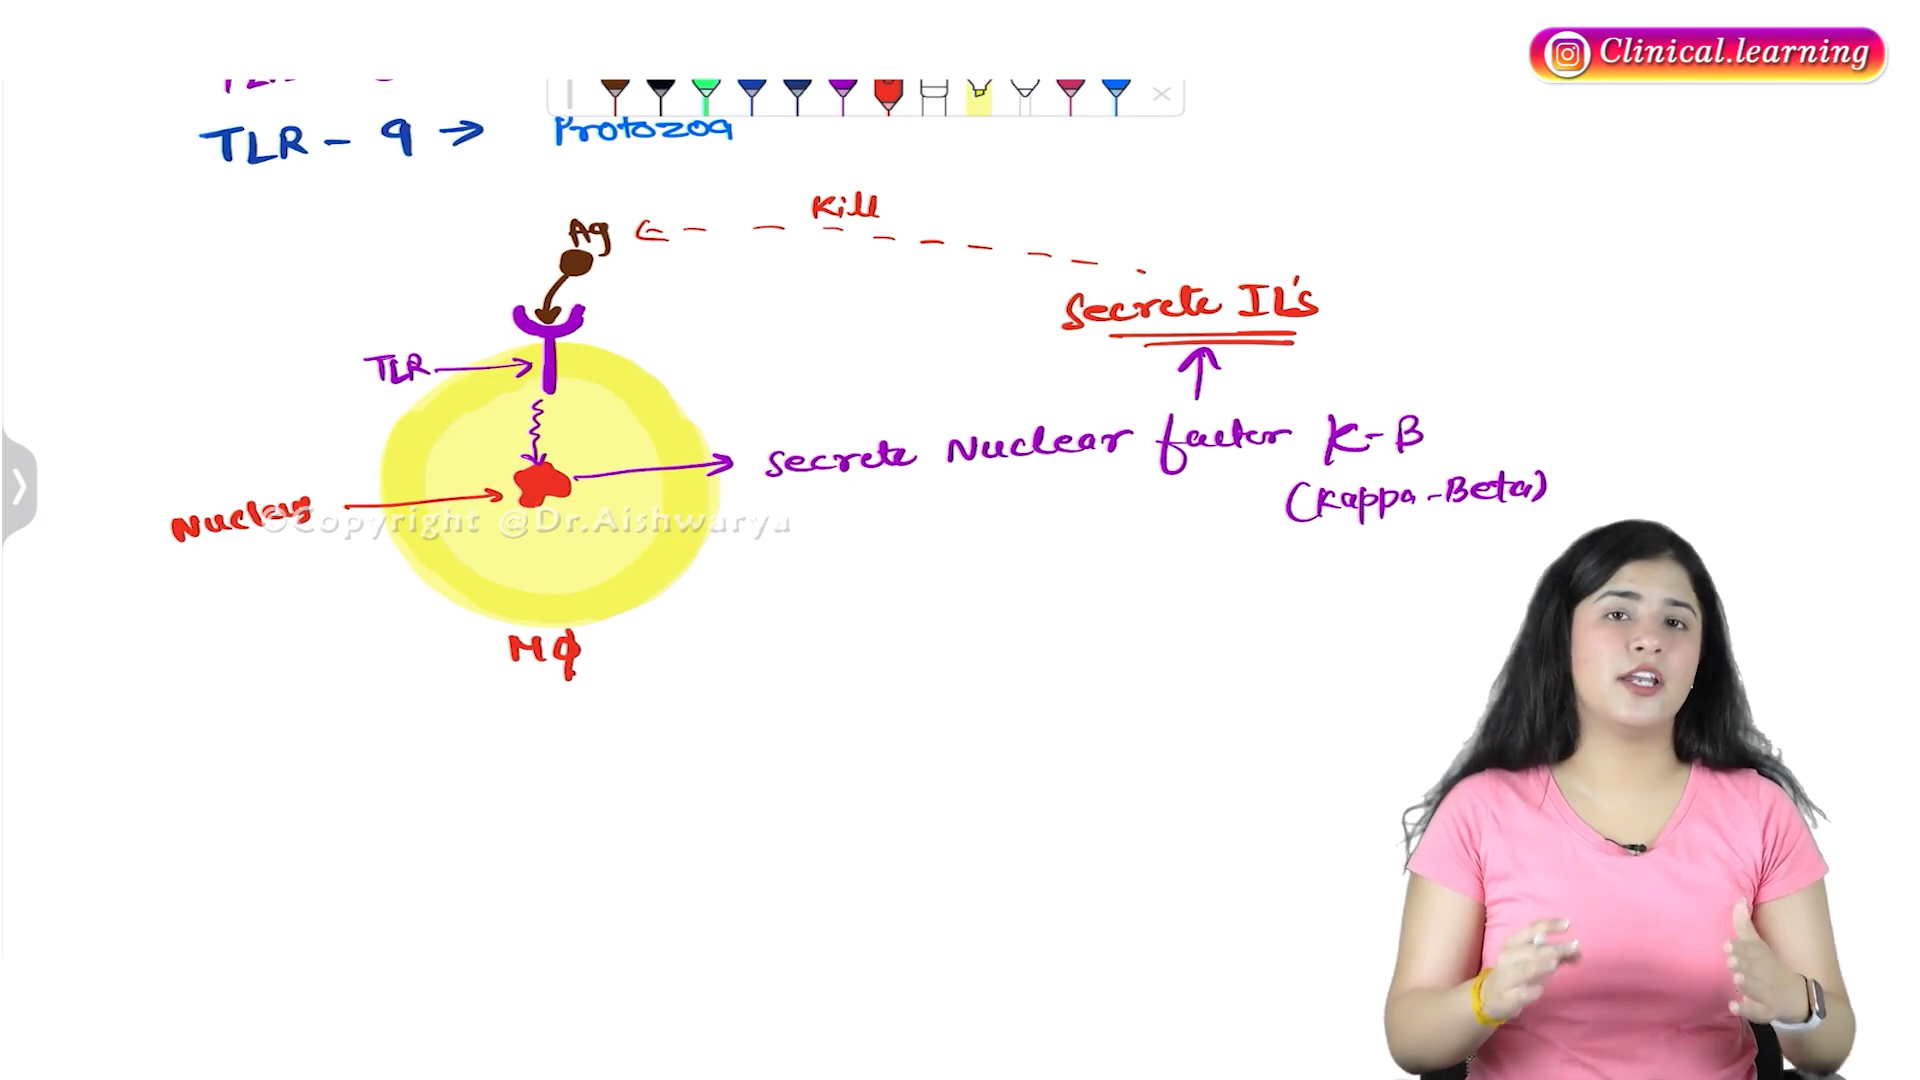 Clinical.learning
TLR - 9 → Protozoa
Kill
Ag
Secrete IL's
TLR
Secrete Nuclear factor K-B
(Kappa-Beta)
Nucleus
©Copyright @Dr.Aishwarya
MΦ